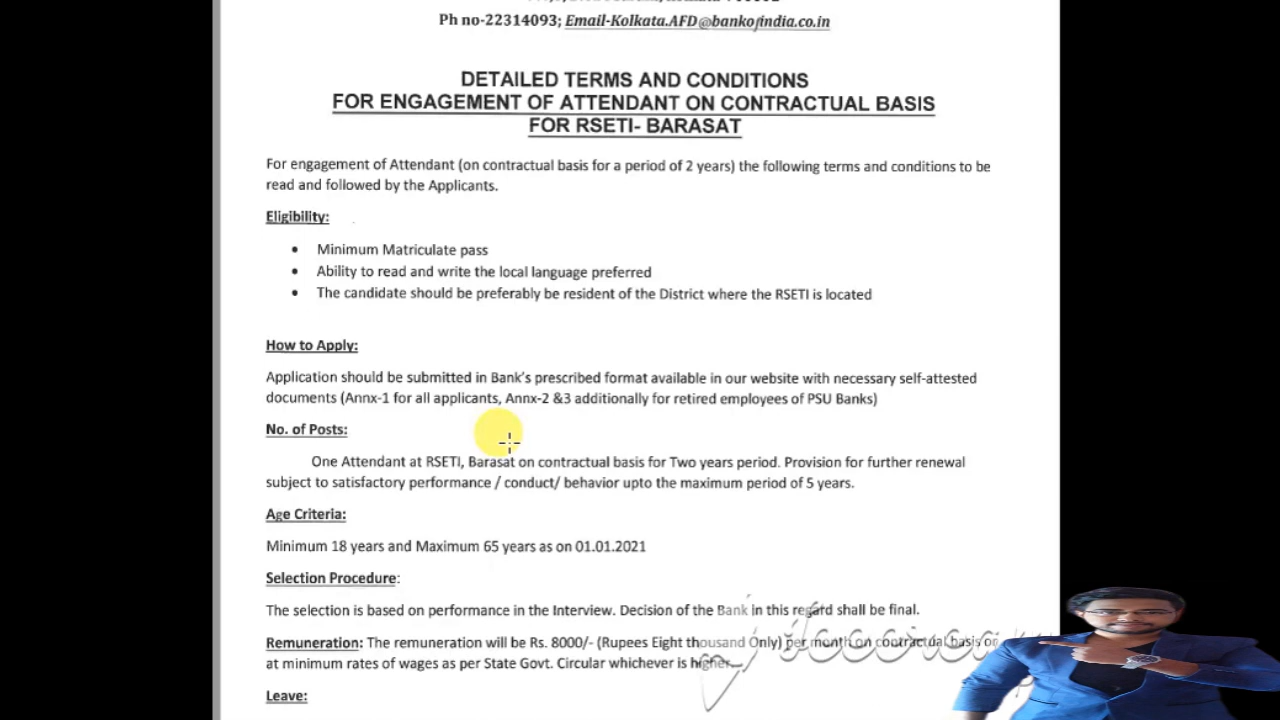 Ph no-22314093; Email-Kolkata.AFD@bankofindia.co.in
DETAILED TERMS AND CONDITIONS
FOR ENGAGEMENT OF ATTENDANT ON CONTRACTUAL BASIS
FOR RSETI- BARASAT
For engagement of Attendant (on contractual basis for a period of 2 years) the following terms and conditions to be
read and followed by the Applicants.
Eligibility:
• Minimum Matriculate pass
• Ability to read and write the local language preferred
• The candidate should be preferably be resident of the District where the RSETI is located
How to Apply:
Application should be submitted in Bank's prescribed format available in our website with necessary self-attested
documents (Annx-1 for all applicants, Annx-2 &3 additionally for retired employees of PSU Banks)
No. of Posts:
One Attendant at RSETI, Barasat on contractual basis for Two years period. Provision for further renewal
subject to satisfactory performance / conduct/ behavior upto the maximum period of 5 years.
Age Criteria:
Minimum 18 years and Maximum 65 years as on 01.01.2021
Selection Procedure:
The selection is based on performance in the Interview. Decision of the Bank in this regard shall be final.
Remuneration: The remuneration will be Rs. 8000/- (Rupees Eight thousand Only) per month on contractual basis or
at minimum rates of wages as per State Govt. Circular whichever is higher.
Leave: